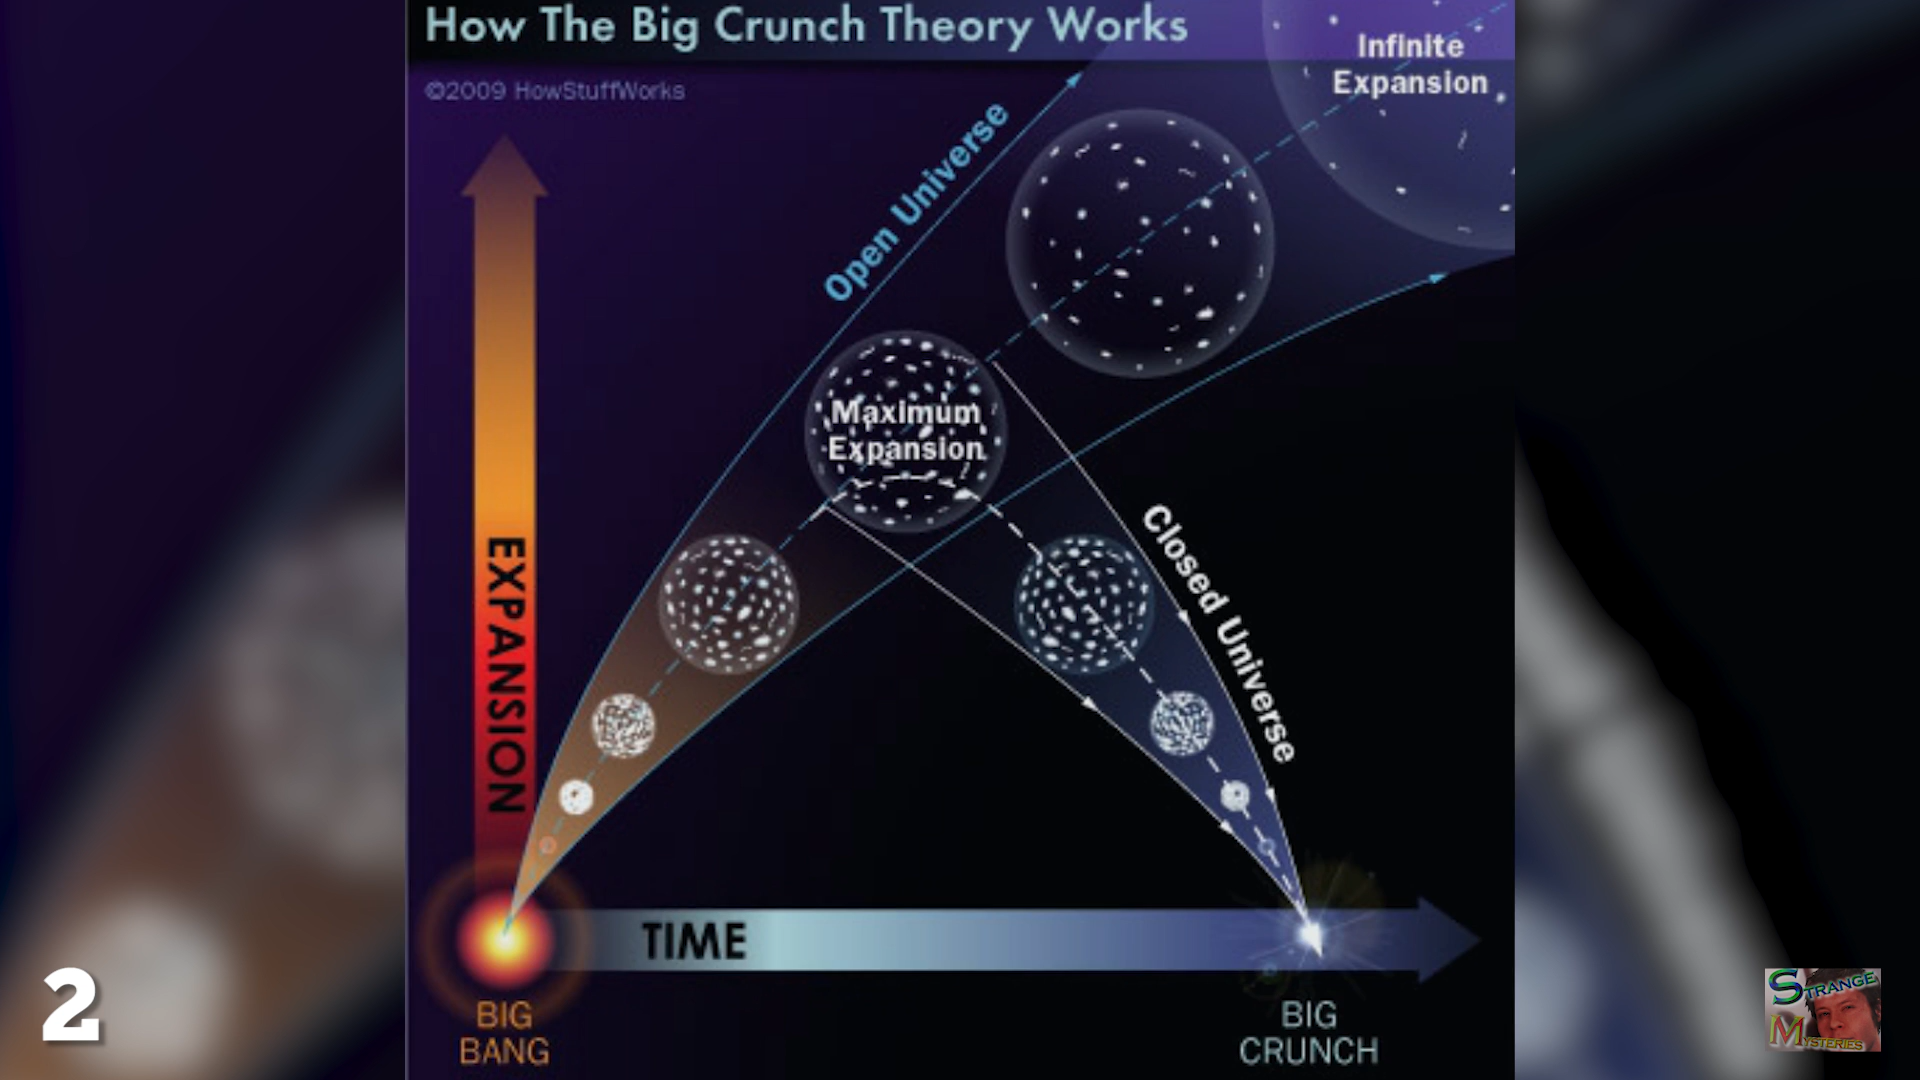 How The Big Crunch Theory Works
©2009 HowStuffWorks
Infinite
Expansion
Open Universe
Maximum
Expansion
Closed Universe
EXPANSION
TIME
BIG
BANG
BIG
CRUNCH
2
STRANGE
MYSTERIES